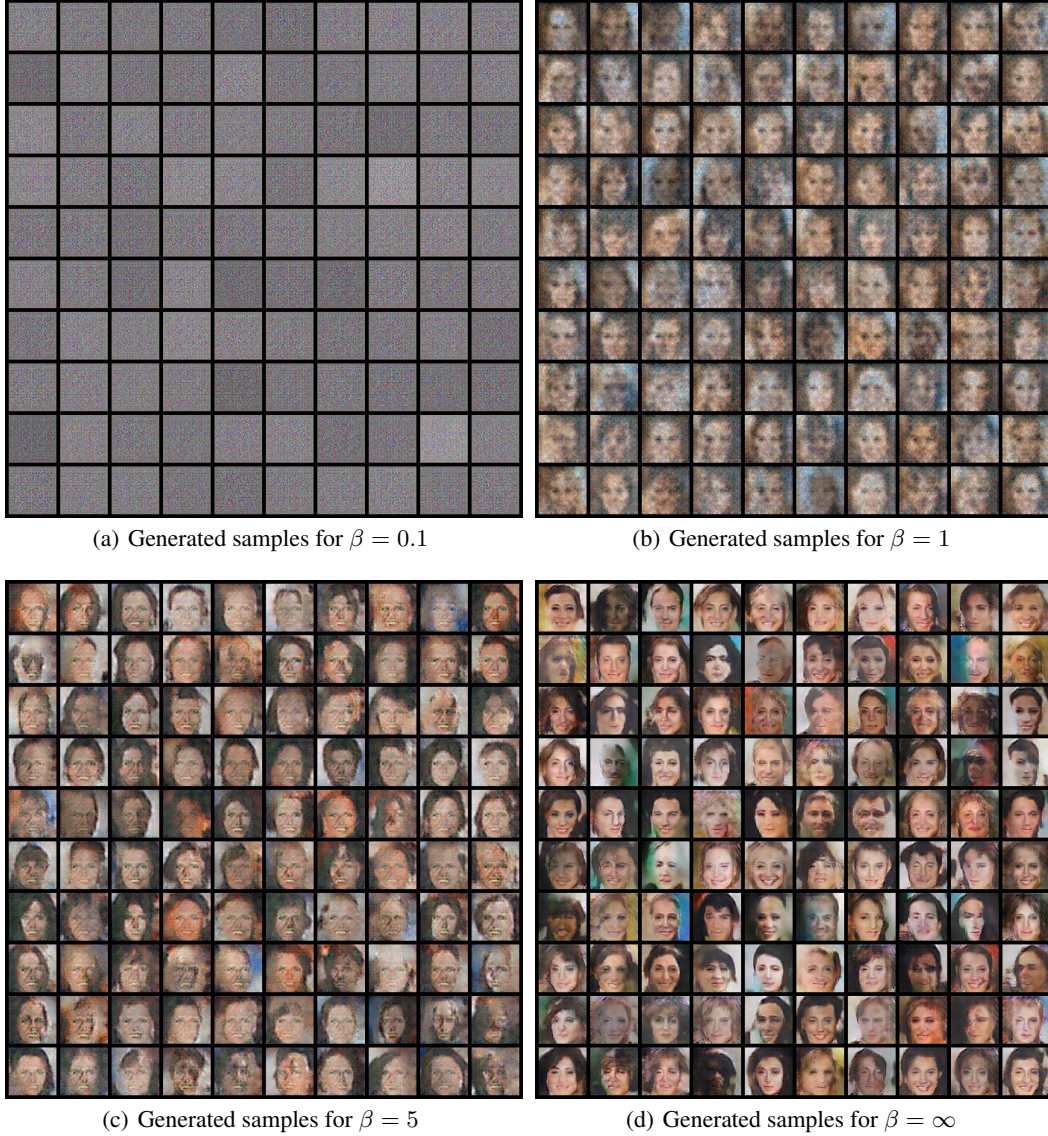 (a) Generated samples for β = 0.1
(b) Generated samples for β = 1
(c) Generated samples for β = 5
(d) Generated samples for β = ∞